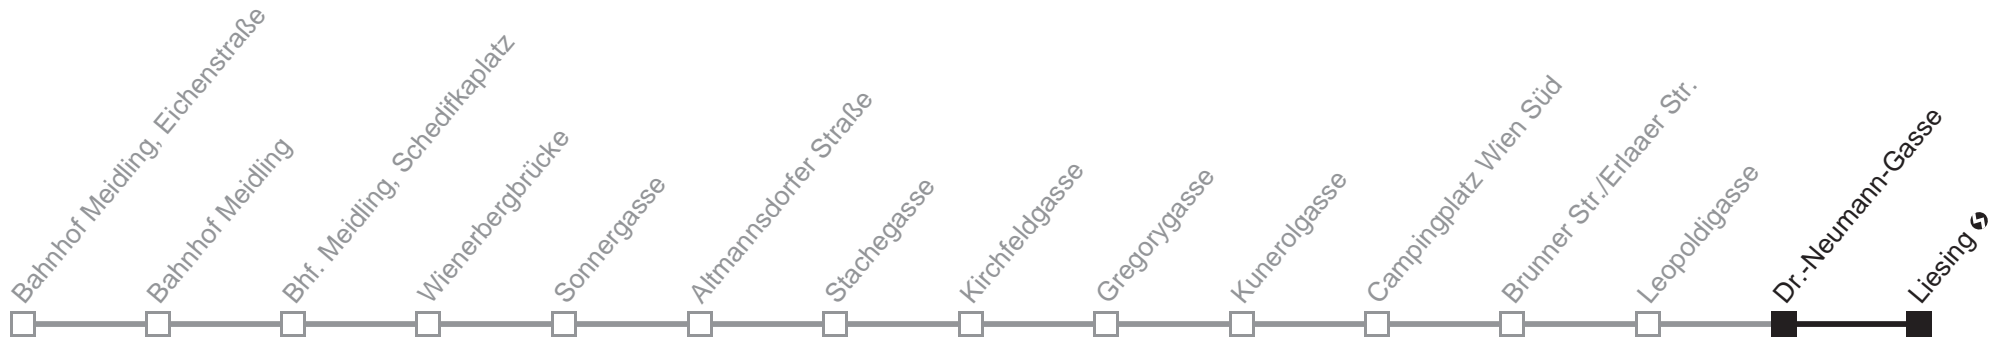 Bahnhof Meidling, Eichenstraße
Bahnhof Meidling
Bhf. Meidling, Schedifkaplatz
Wienerbergbrücke
Sonnergasse
Altmannsdorfer Straße
Stachegasse
Kirchfeldgasse
Gregorygasse
Kunerolgasse
Campingplatz Wien Süd
Brunner Str./Erlaaer Str.
Leopoldigasse
Dr.-Neumann-Gasse
Liesing